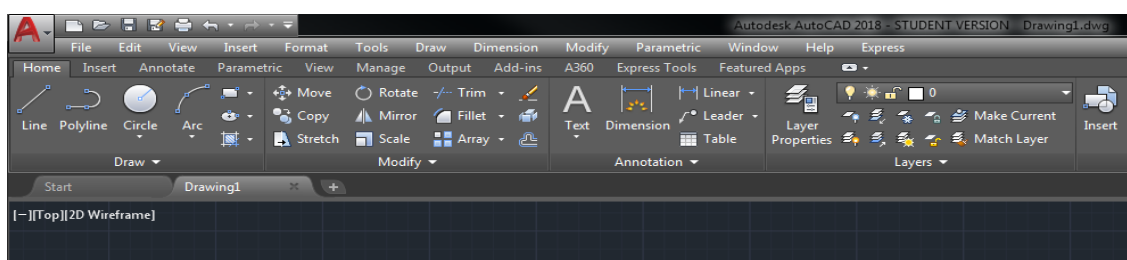 Autodesk AutoCAD 2018 - STUDENT VERSION Drawing1.dwg
File Edit View Insert Format Tools Draw Dimension Modify Parametric Window Help Express
Home Insert Annotate Parametric View Manage Output Add-ins A360 Express Tools Featured Apps
Line Polyline Circle Arc
Move Rotate Trim
Copy Mirror Fillet
Stretch Scale Array
A
Text Dimension
Linear
Leader
Table
Layer
Properties
0
Make Current
Match Layer
Insert
Draw Modify Annotation Layers
Start Drawing1
[−][Top][2D Wireframe]